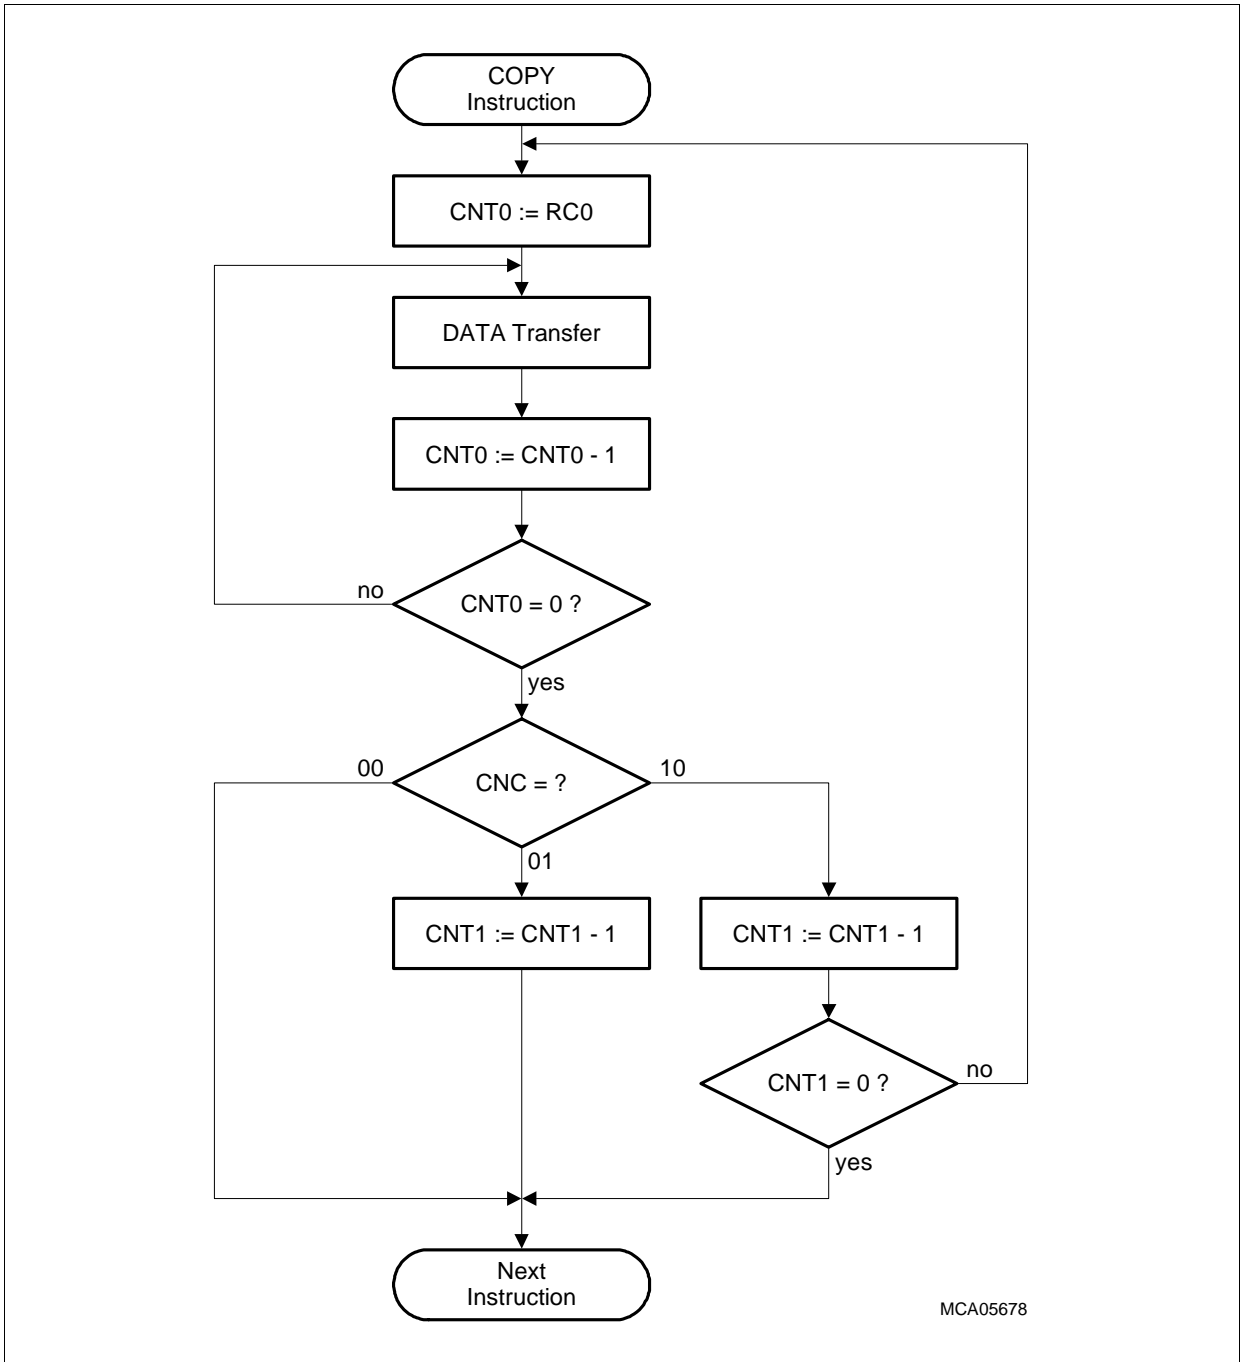 COPY
Instruction
CNT0 := RC0
DATA Transfer
CNT0 := CNT0 - 1
no
CNT0 = 0 ?
yes
00
CNC = ?
10
01
CNT1 := CNT1 - 1
CNT1 := CNT1 - 1
CNT1 = 0 ?
no
yes
Next
Instruction
MCA05678